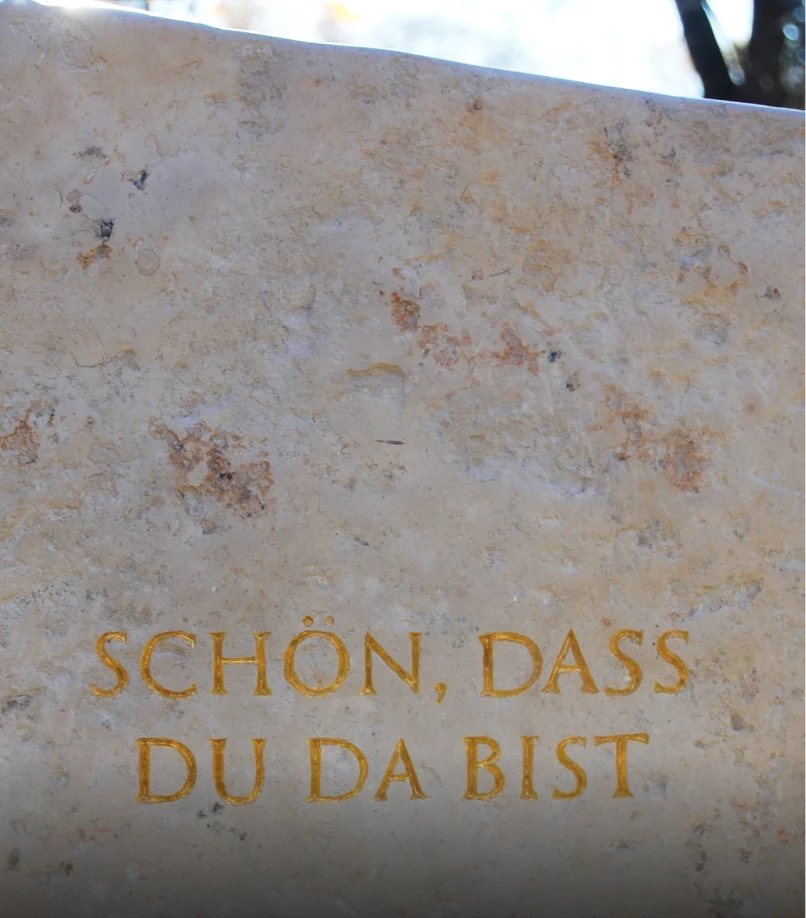 SCHÖN, DASS
DU DA BIST